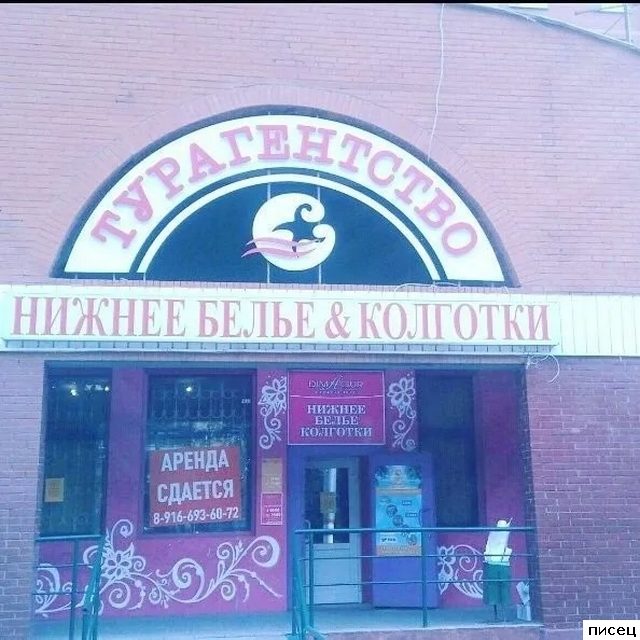 ТУРАГЕНТСТВО
НИЖНЕЕ БЕЛЬЕ & КОЛГОТКИ
НИЖНЕЕ
БЕЛЬЕ
КОЛГОТКИ
АРЕНДА
СДАЕТСЯ
8-916-693-60-72
писец